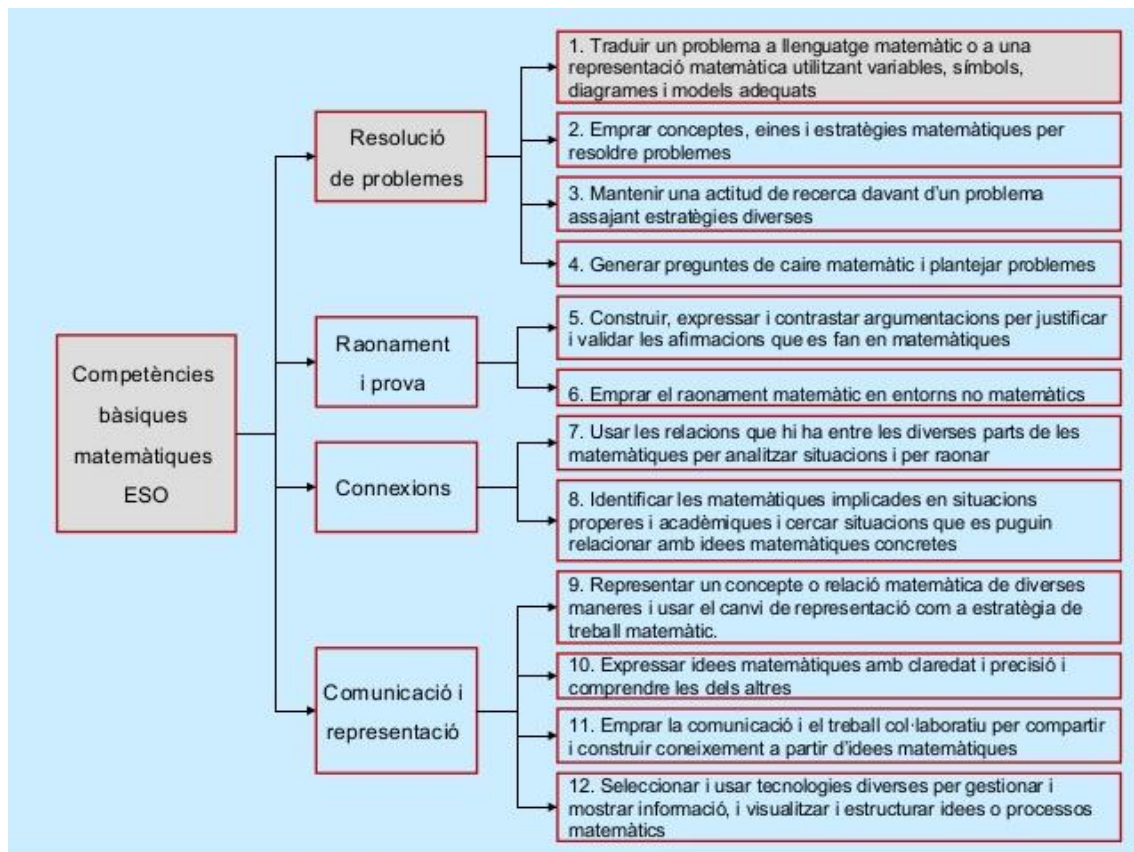 Competències
bàsiques
matemàtiques
ESO
Resolució
de problemes
1. Traduir un problema a llenguatge matemàtic o a una
representació matemàtica utilitzant variables, símbols,
diagrames i models adequats
2. Emprar conceptes, eines i estratègies matemàtiques per
resoldre problemes
3. Mantenir una actitud de recerca davant d'un problema
assajant estratègies diverses
4. Generar preguntes de caire matemàtic i plantejar problemes
Raonament
i prova
5. Construir, expressar i contrastar argumentacions per justificar
i validar les afirmacions que es fan en matemàtiques
6. Emprar el raonament matemàtic en entorns no matemàtics
Connexions
7. Usar les relacions que hi ha entre les diverses parts de les
matemàtiques per analitzar situacions i per raonar
8. Identificar les matemàtiques implicades en situacions
properes i acadèmiques i cercar situacions que es puguin
relacionar amb idees matemàtiques concretes
Comunicació i
representació
9. Representar un concepte o relació matemàtica de diverses
maneres i usar el canvi de representació com a estratègia de
treball matemàtic.
10. Expressar idees matemàtiques amb claredat i precisió i
comprendre les dels altres
11. Emprar la comunicació i el treball col·laboratiu per compartir
i construir coneixement a partir d'idees matemàtiques
12. Seleccionar i usar tecnologies diverses per gestionar i
mostrar informació, i visualitzar i estructurar idees o processos
matemàtics